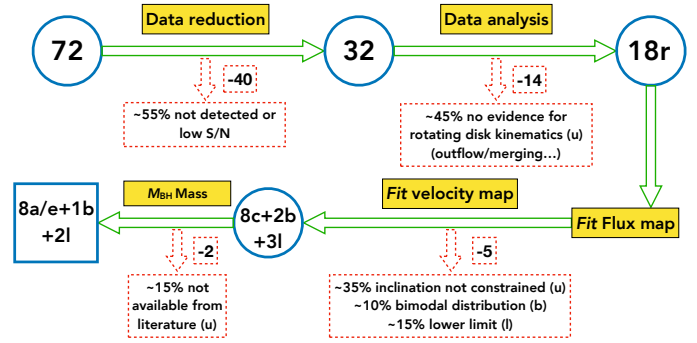 Data reduction
Data analysis
72
32
18r
-40
-14
~55% not detected or
low S/N
~45% no evidence for
rotating disk kinematics (u)
(outflow/merging...)
MBH Mass
Fit velocity map
Fit Flux map
8a/e+1b
+2l
8c+2b
+3l
-2
-5
~15% not
available from
literature (u)
~35% inclination not constrained (u)
~10% bimodal distribution (b)
~15% lower limit (l)